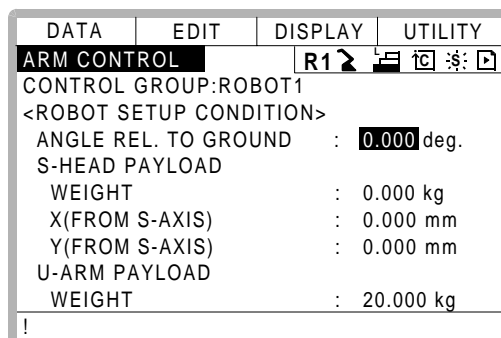 DATA EDIT DISPLAY UTILITY
ARM CONTROL R1 C S
CONTROL GROUP:ROBOT1
<ROBOT SETUP CONDITION>
ANGLE REL. TO GROUND : 0.000 deg.
S-HEAD PAYLOAD
WEIGHT : 0.000 kg
X(FROM S-AXIS) : 0.000 mm
Y(FROM S-AXIS) : 0.000 mm
U-ARM PAYLOAD
WEIGHT : 20.000 kg
!